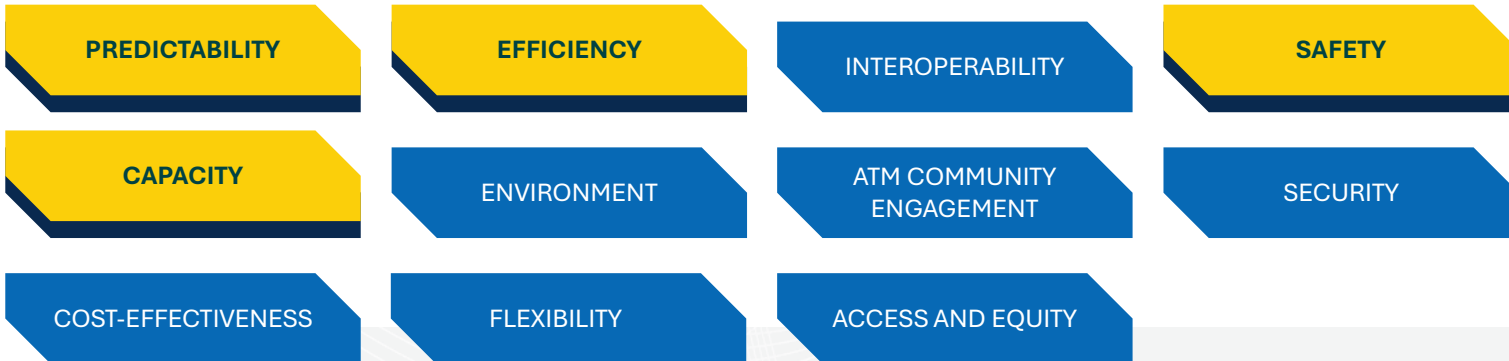 PREDICTABILITY
EFFICIENCY
INTEROPERABILITY
SAFETY
CAPACITY
ENVIRONMENT
ATM COMMUNITY
ENGAGEMENT
SECURITY
COST-EFFECTIVENESS
FLEXIBILITY
ACCESS AND EQUITY